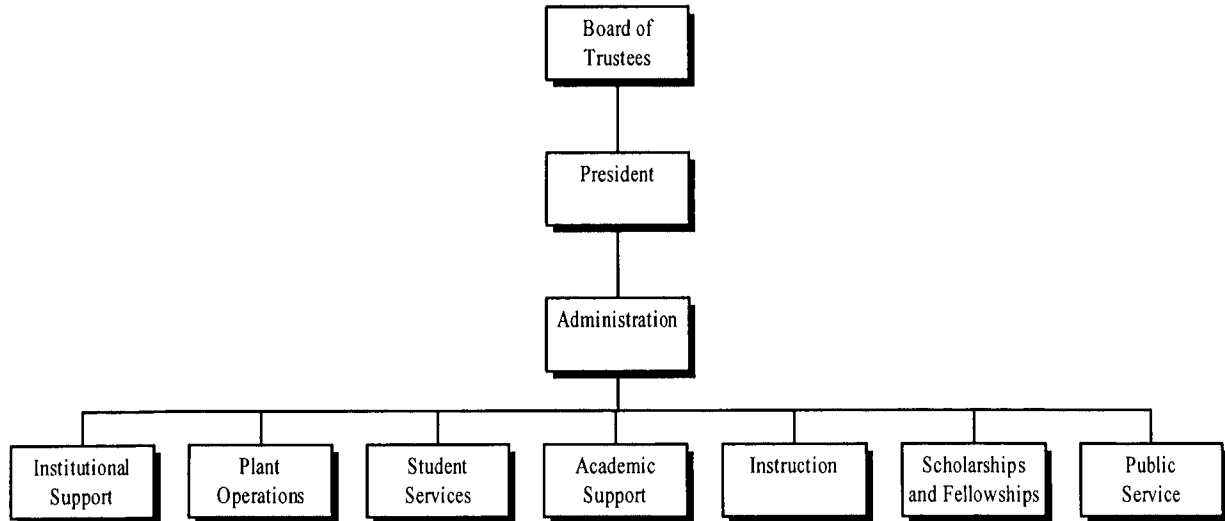 Board of
Trustees
President
Administration
Institutional
Support
Plant
Operations
Student
Services
Academic
Support
Instruction
Scholarships
and Fellowships
Public
Service